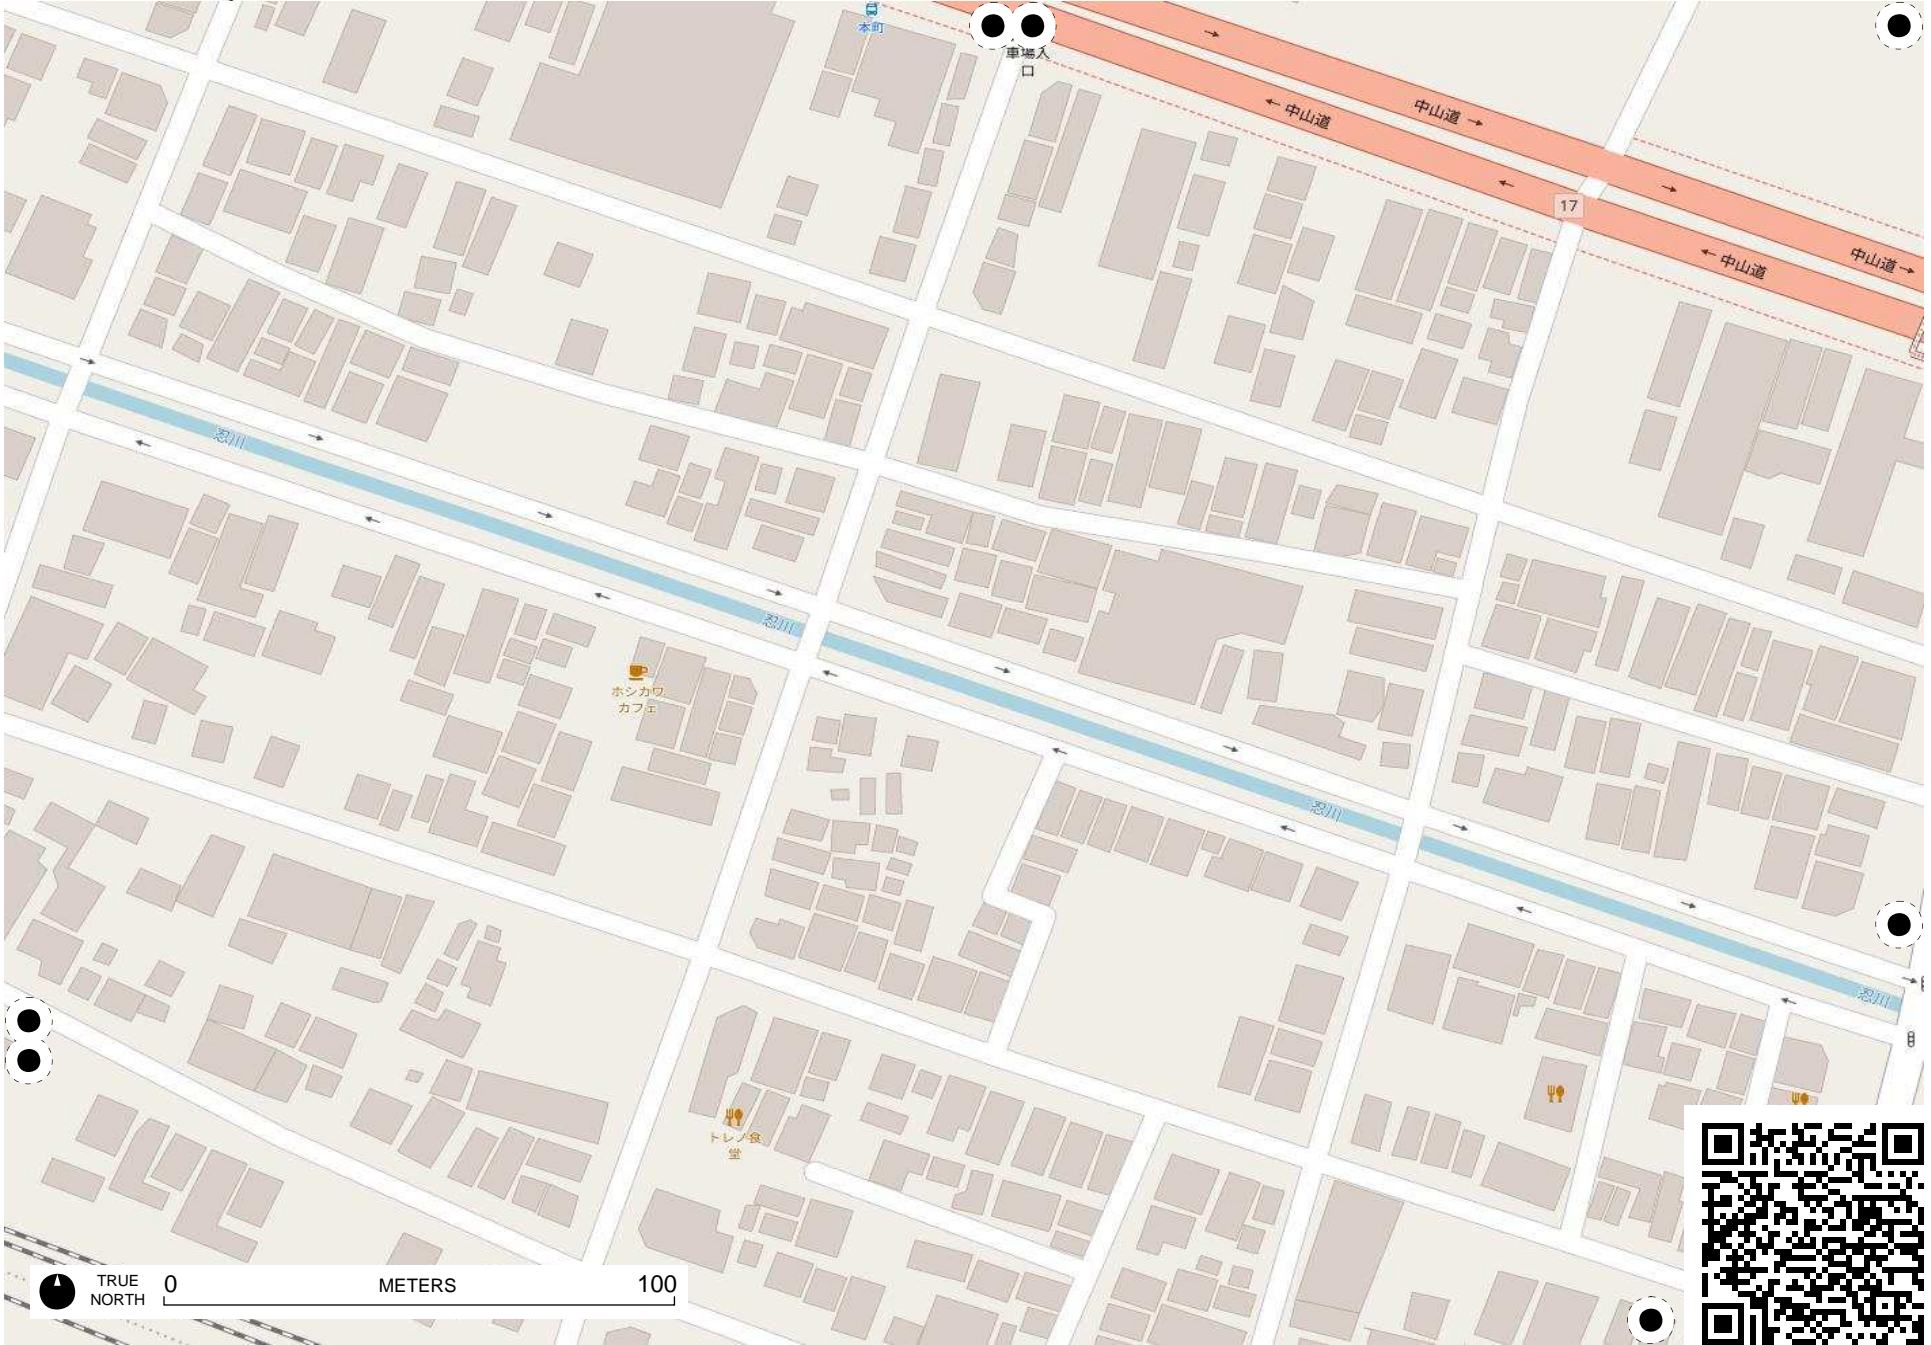 本町
車場入
口
中山道
中山道
17
中山道
中山道
忍川
忍川
ホシカワ
カフェ
忍川
忍川
トレノ食
堂
TRUE
NORTH
0 METERS 100